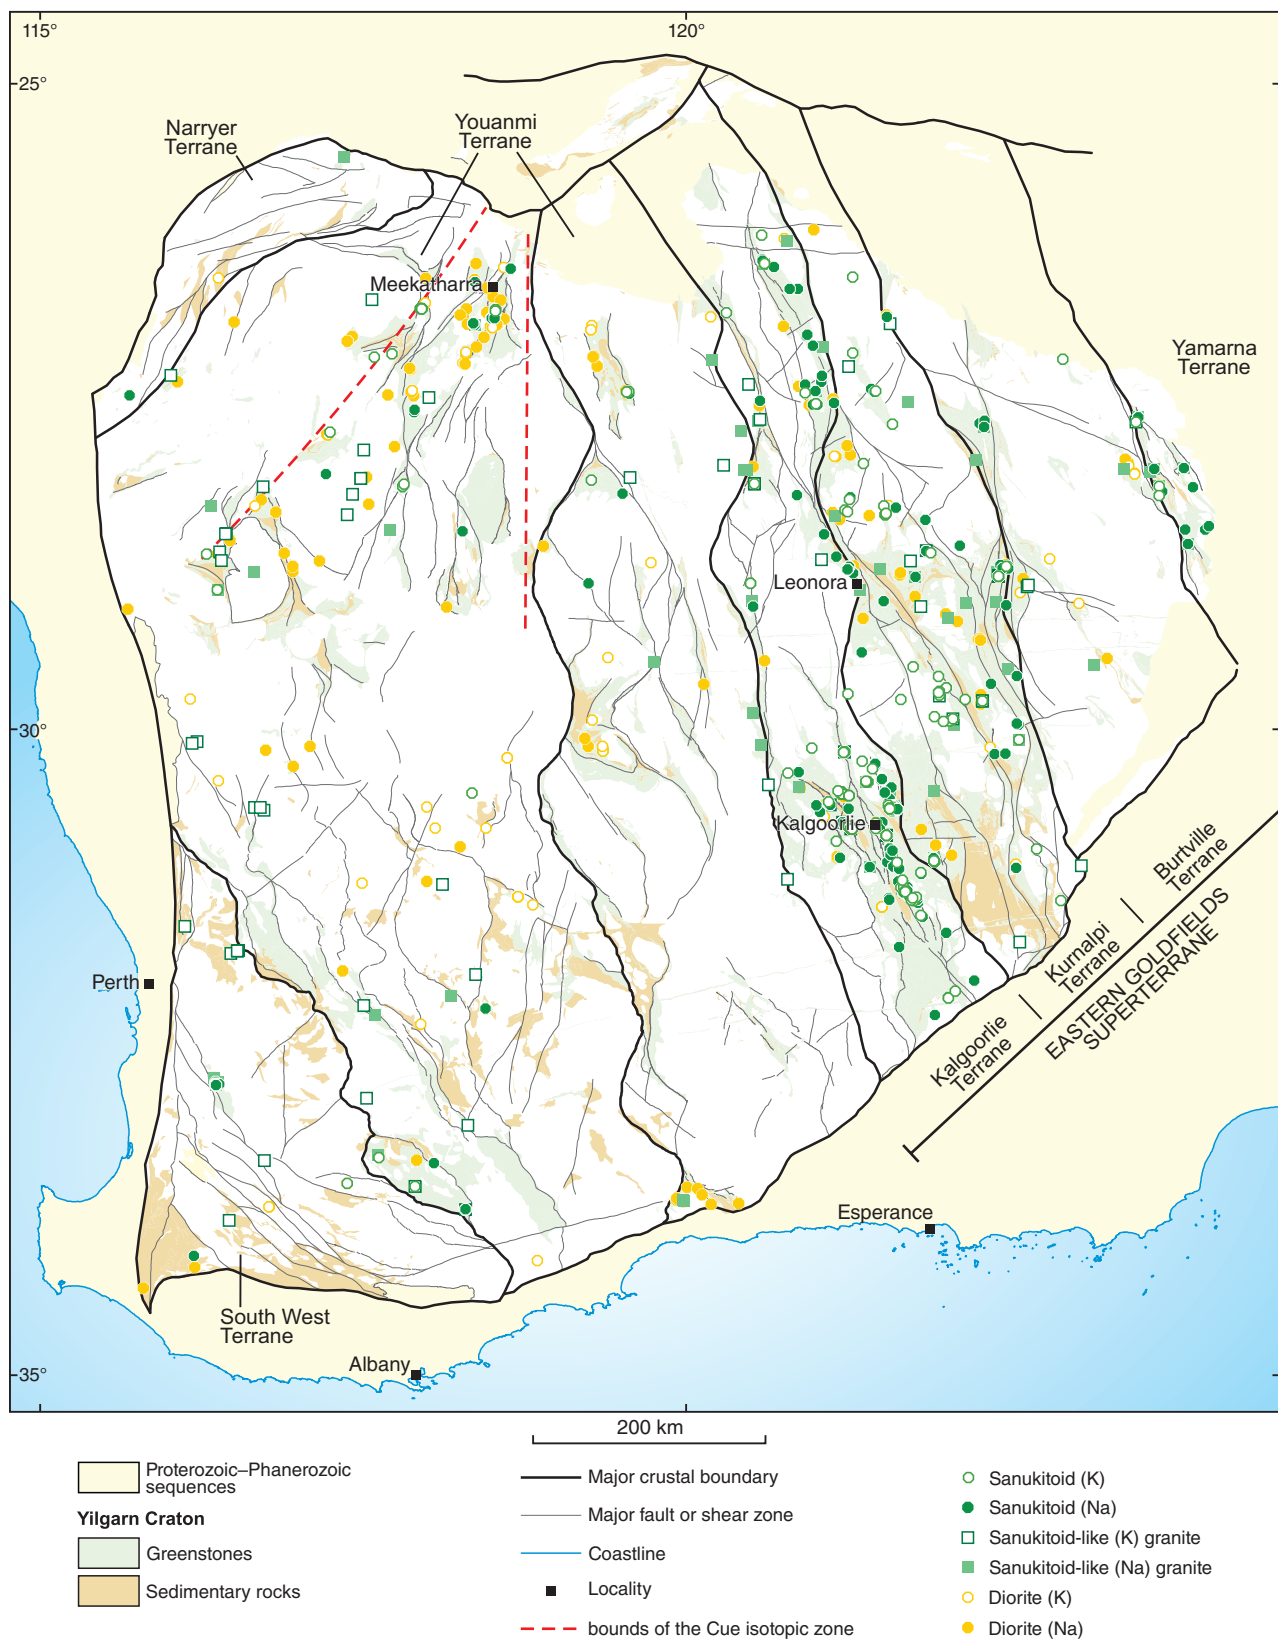 115°
120°
25°
Narryer
Terrane
Youanmi
Terrane
Meekatharra
Yamarna
Terrane
Leonora
30°
Kalgoorlie
Burtville
Terrane
Kurnalpi
Terrane
Kalgoorlie
Terrane
EASTERN GOLDFIELDS
SUPERTERRANE
Perth
Esperance
South West
Terrane
Albany
35°
200 km
Proterozoic–Phanerozoic
sequences
Yilgarn Craton
Greenstones
Sedimentary rocks
Major crustal boundary
Major fault or shear zone
Coastline
Locality
bounds of the Cue isotopic zone
Sanukitoid (K)
Sanukitoid (Na)
Sanukitoid-like (K) granite
Sanukitoid-like (Na) granite
Diorite (K)
Diorite (Na)